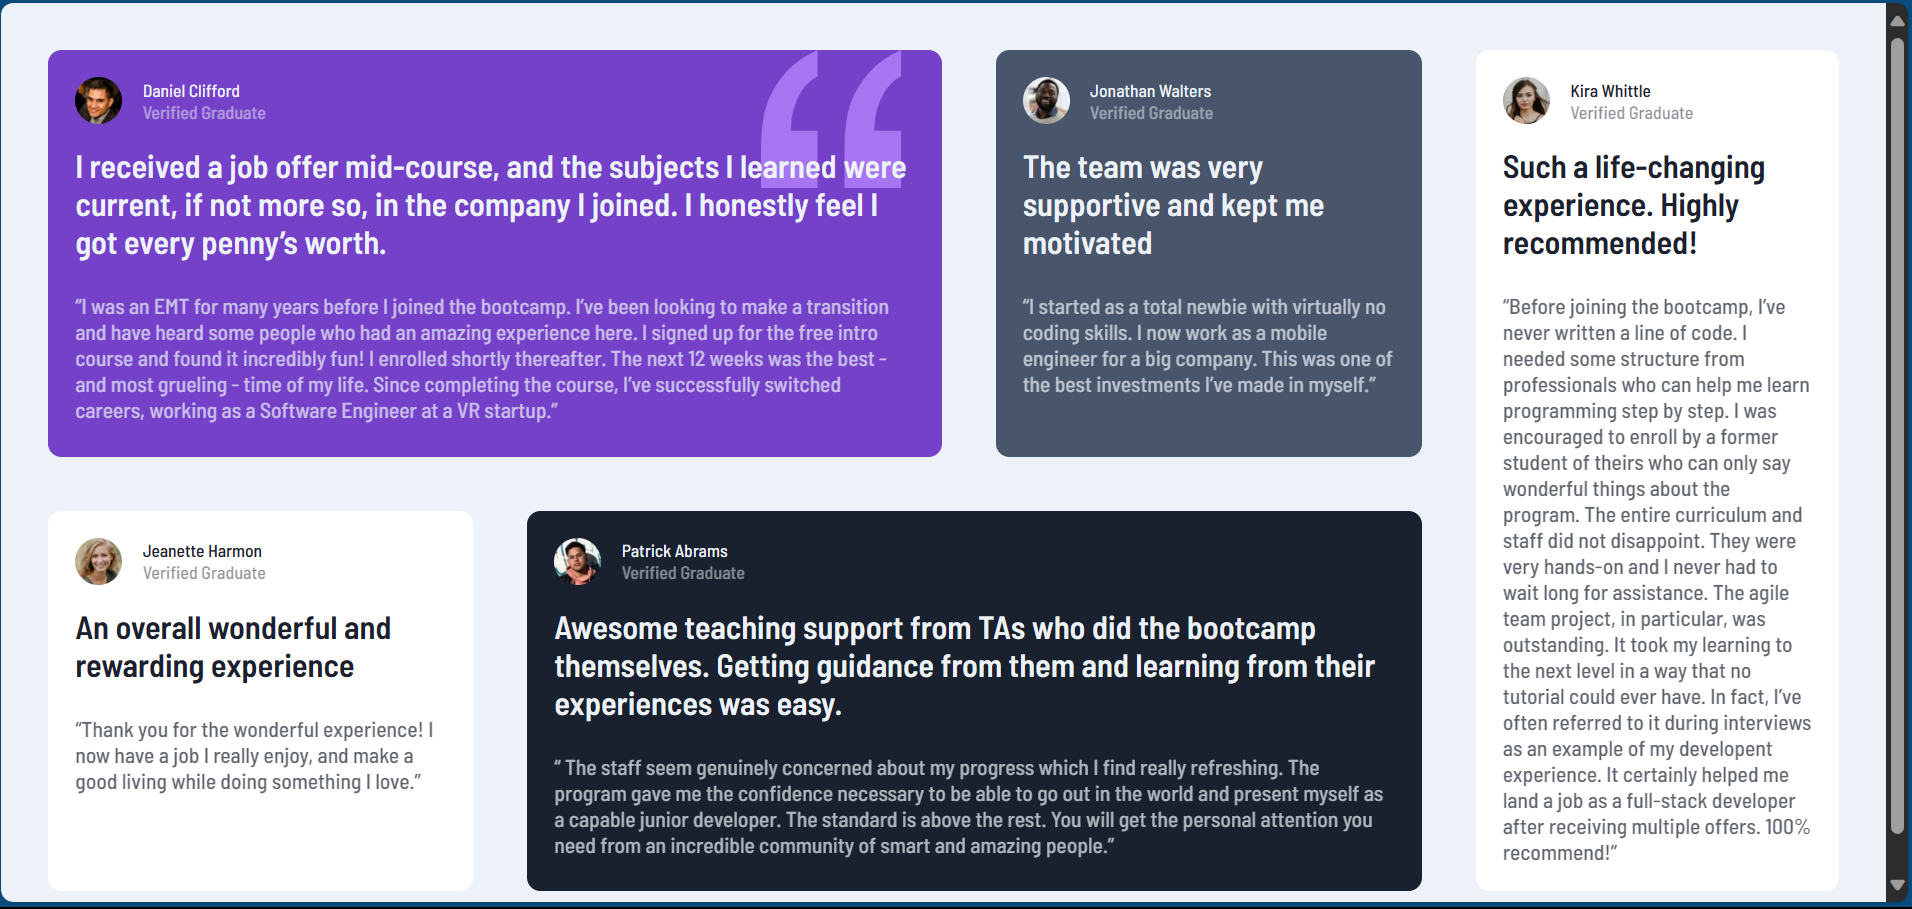 Daniel Clifford
Verified Graduate
I received a job offer mid-course, and the subjects I learned were
current, if not more so, in the company I joined. I honestly feel I
got every penny’s worth.
“I was an EMT for many years before I joined the bootcamp. I’ve been looking to make a transition
and have heard some people who had an amazing experience here. I signed up for the free intro
course and found it incredibly fun! I enrolled shortly thereafter. The next 12 weeks was the best -
and most grueling - time of my life. Since completing the course, I’ve successfully switched
careers, working as a Software Engineer at a VR startup.”
Jonathan Walters
Verified Graduate
The team was very
supportive and kept me
motivated
“I started as a total newbie with virtually no
coding skills. I now work as a mobile
engineer for a big company. This was one of
the best investments I’ve made in myself.”
Kira Whittle
Verified Graduate
Such a life-changing
experience. Highly
recommended!
“Before joining the bootcamp, I’ve
never written a line of code. I
needed some structure from
professionals who can help me learn
programming step by step. I was
encouraged to enroll by a former
student of theirs who can only say
wonderful things about the
program. The entire curriculum and
staff did not disappoint. They were
very hands-on and I never had to
wait long for assistance. The agile
team project, in particular, was
outstanding. It took my learning to
the next level in a way that no
tutorial could ever have. In fact, I’ve
often referred to it during interviews
as an example of my developent
experience. It certainly helped me
land a job as a full-stack developer
after receiving multiple offers. 100%
recommend!”
Jeanette Harmon
Verified Graduate
An overall wonderful and
rewarding experience
“Thank you for the wonderful experience! I
now have a job I really enjoy, and make a
good living while doing something I love.”
Patrick Abrams
Verified Graduate
Awesome teaching support from TAs who did the bootcamp
themselves. Getting guidance from them and learning from their
experiences was easy.
“ The staff seem genuinely concerned about my progress which I find really refreshing. The
program gave me the confidence necessary to be able to go out in the world and present myself as
a capable junior developer. The standard is above the rest. You will get the personal attention you
need from an incredible community of smart and amazing people.”